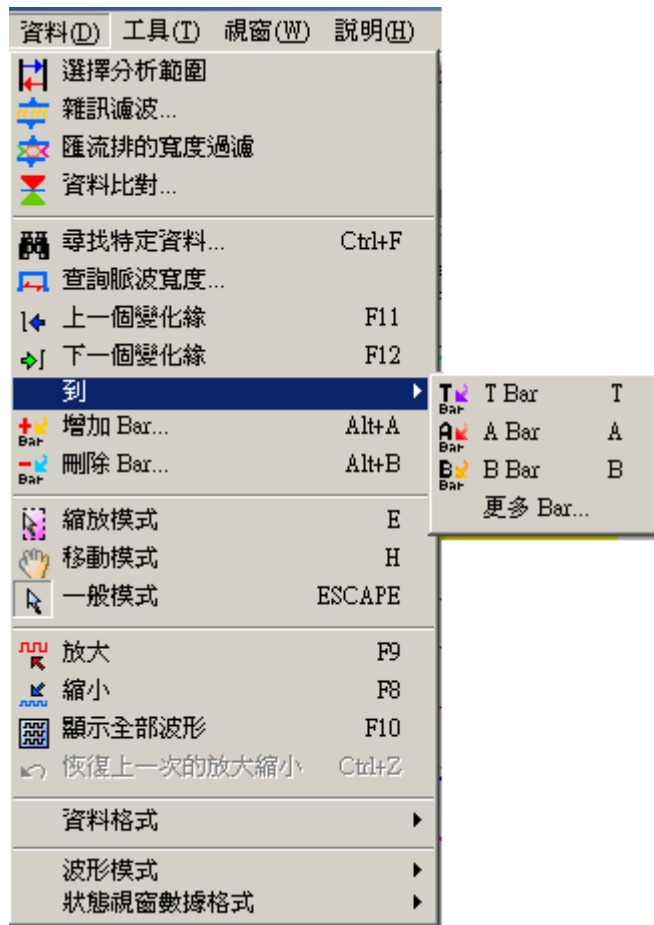 資料(D) 工具(T) 視窗(W) 說明(H)
選擇分析範圍
雜訊濾波...
匯流排的寬度過濾
資料比對...
尋找特定資料... Ctrl+F
查詢脈波寬度...
上一個變化緣 F11
下一個變化緣 F12
到
T Bar T Bar T
A Bar A Bar A
B Bar B Bar B
更多 Bar...
Bar 增加 Bar... Alt+A
Bar 刪除 Bar... Alt+B
縮放模式 E
移動模式 H
一般模式 ESCAPE
放大 F9
縮小 F8
顯示全部波形 F10
恢復上一次的放大縮小 Ctrl+Z
資料格式
波形模式
狀態視窗數據格式